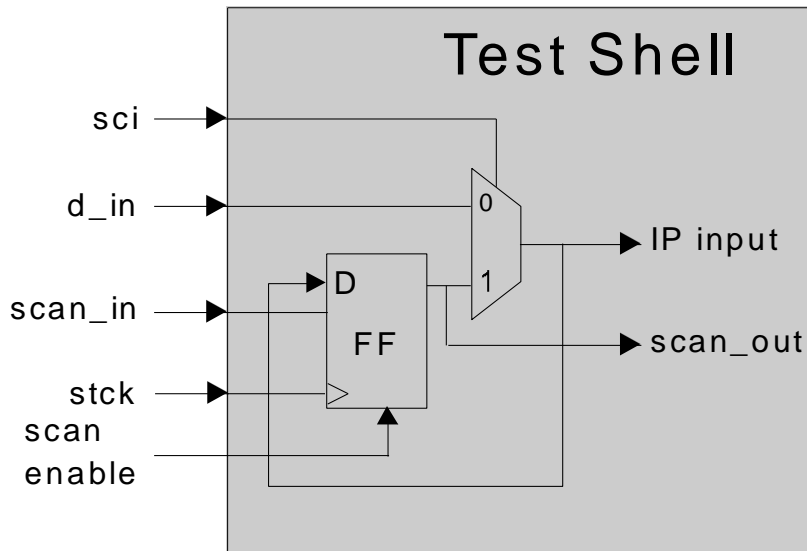 Test Shell
sci
d_in
0
IP input
D
1
scan_in
scan_out
FF
stck
scan
enable